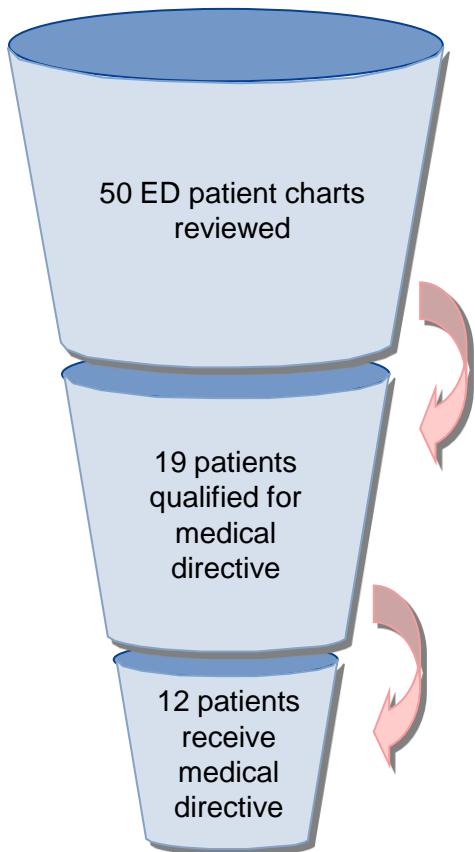 50 ED patient charts
reviewed
19 patients
qualified for
medical
directive
12 patients
receive
medical
directive